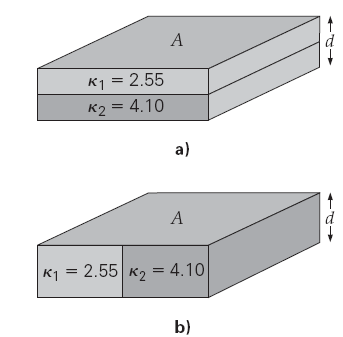 A
d
κ₁ = 2.55
κ₂ = 4.10
a)
A
d
κ₁ = 2.55 κ₂ = 4.10
b)